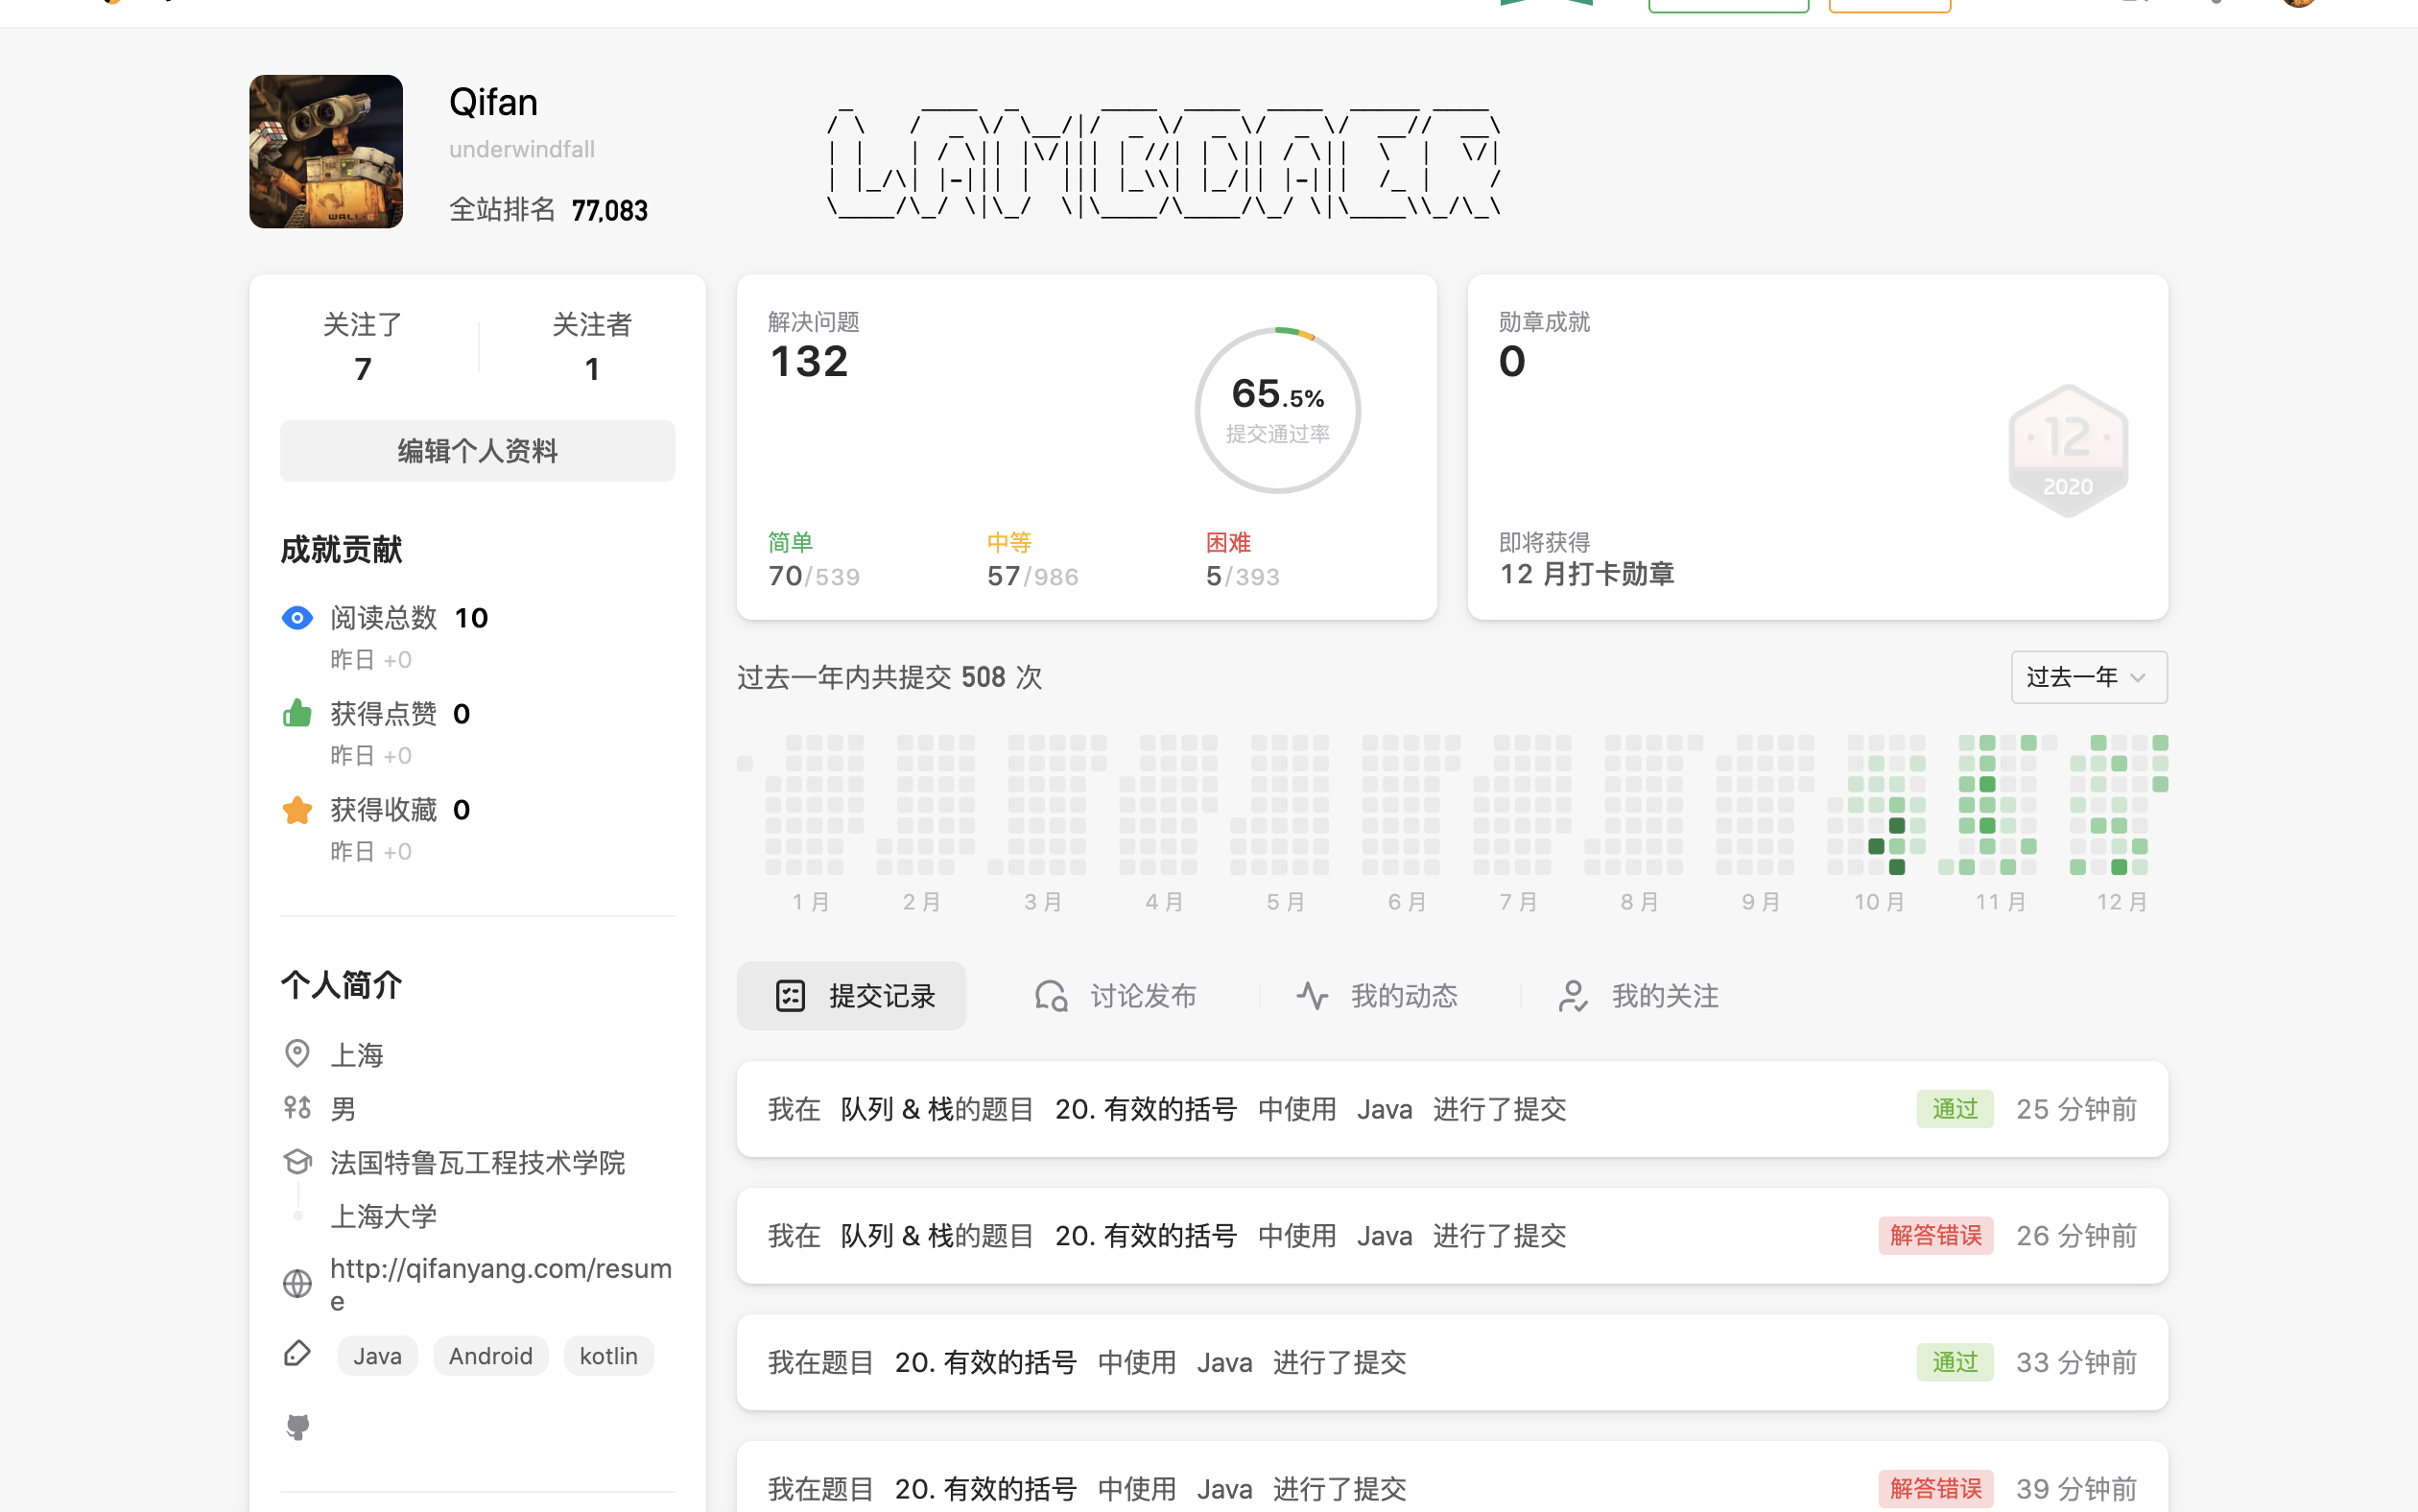 Qifan
underwindfall
全站排名 77,083
LAMBDAER
关注了
7
关注者
1
编辑个人资料
成就贡献
阅读总数 10
昨日 +0
获得点赞 0
昨日 +0
获得收藏 0
昨日 +0
个人简介
上海
男
法国特鲁瓦工程技术学院
上海大学
http://qifanyang.com/resum
e
Java Android kotlin
解决问题
132
65.5%
提交通过率
简单
70/539
中等
57/986
困难
5/393
勋章成就
0
12
2020
即将获得
12 月打卡勋章
过去一年内共提交 508 次
过去一年
1 月 2 月 3 月 4 月 5 月 6 月 7 月 8 月 9 月 10 月 11 月 12 月
提交记录 讨论发布 我的动态 我的关注
我在 队列 & 栈的题目 20. 有效的括号 中使用 Java 进行了提交 通过 25 分钟前
我在 队列 & 栈的题目 20. 有效的括号 中使用 Java 进行了提交 解答错误 26 分钟前
我在题目 20. 有效的括号 中使用 Java 进行了提交 通过 33 分钟前
我在题目 20. 有效的括号 中使用 Java 进行了提交 解答错误 39 分钟前